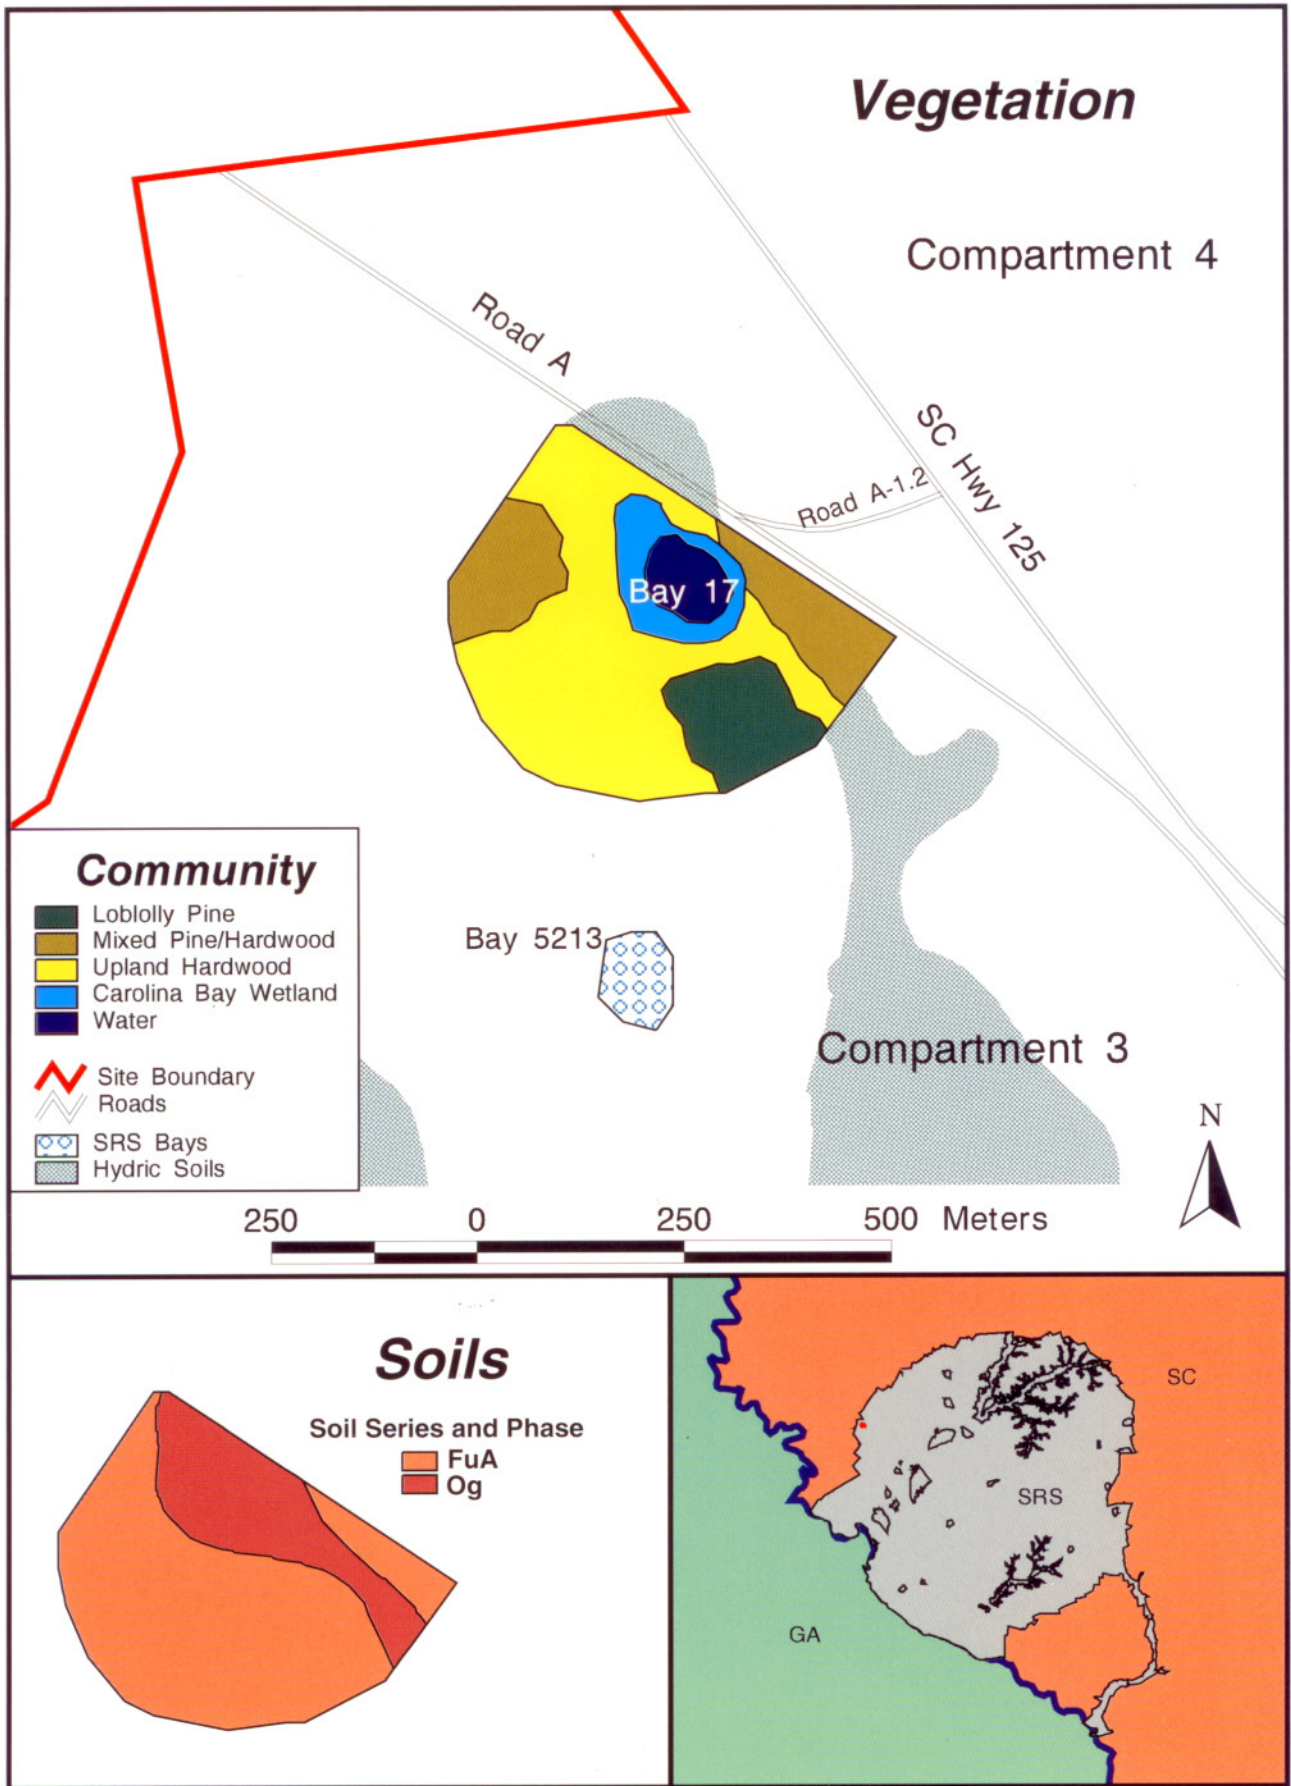 Vegetation
Compartment 4
Road A
SC Hwy 125
Road A-1.2
Bay 17
Community
Loblolly Pine
Mixed Pine/Hardwood
Upland Hardwood
Carolina Bay Wetland
Water
Site Boundary
Roads
SRS Bays
Hydric Soils
Bay 5213
Compartment 3
N
250 0 250 500 Meters
Soils
Soil Series and Phase
FuA
Og
SC
SRS
GA